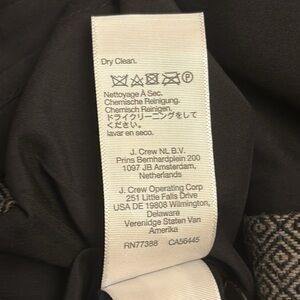 Dry Clean.
P
Nettoyage À Sec.
Chemische Reinigung.
Chemisch Reinigen.
ドライクリーニングをして
ください。
lavar en seco.
J. Crew NL B.V.
Prins Bernhardplein 200
1097 JB Amsterdam,
Netherlands
J. Crew Operating Corp
251 Little Falls Drive
USA DE 19808 Wilmington,
Delaware
Verenidge Staten Van
Amerika
RN77388 CA56445